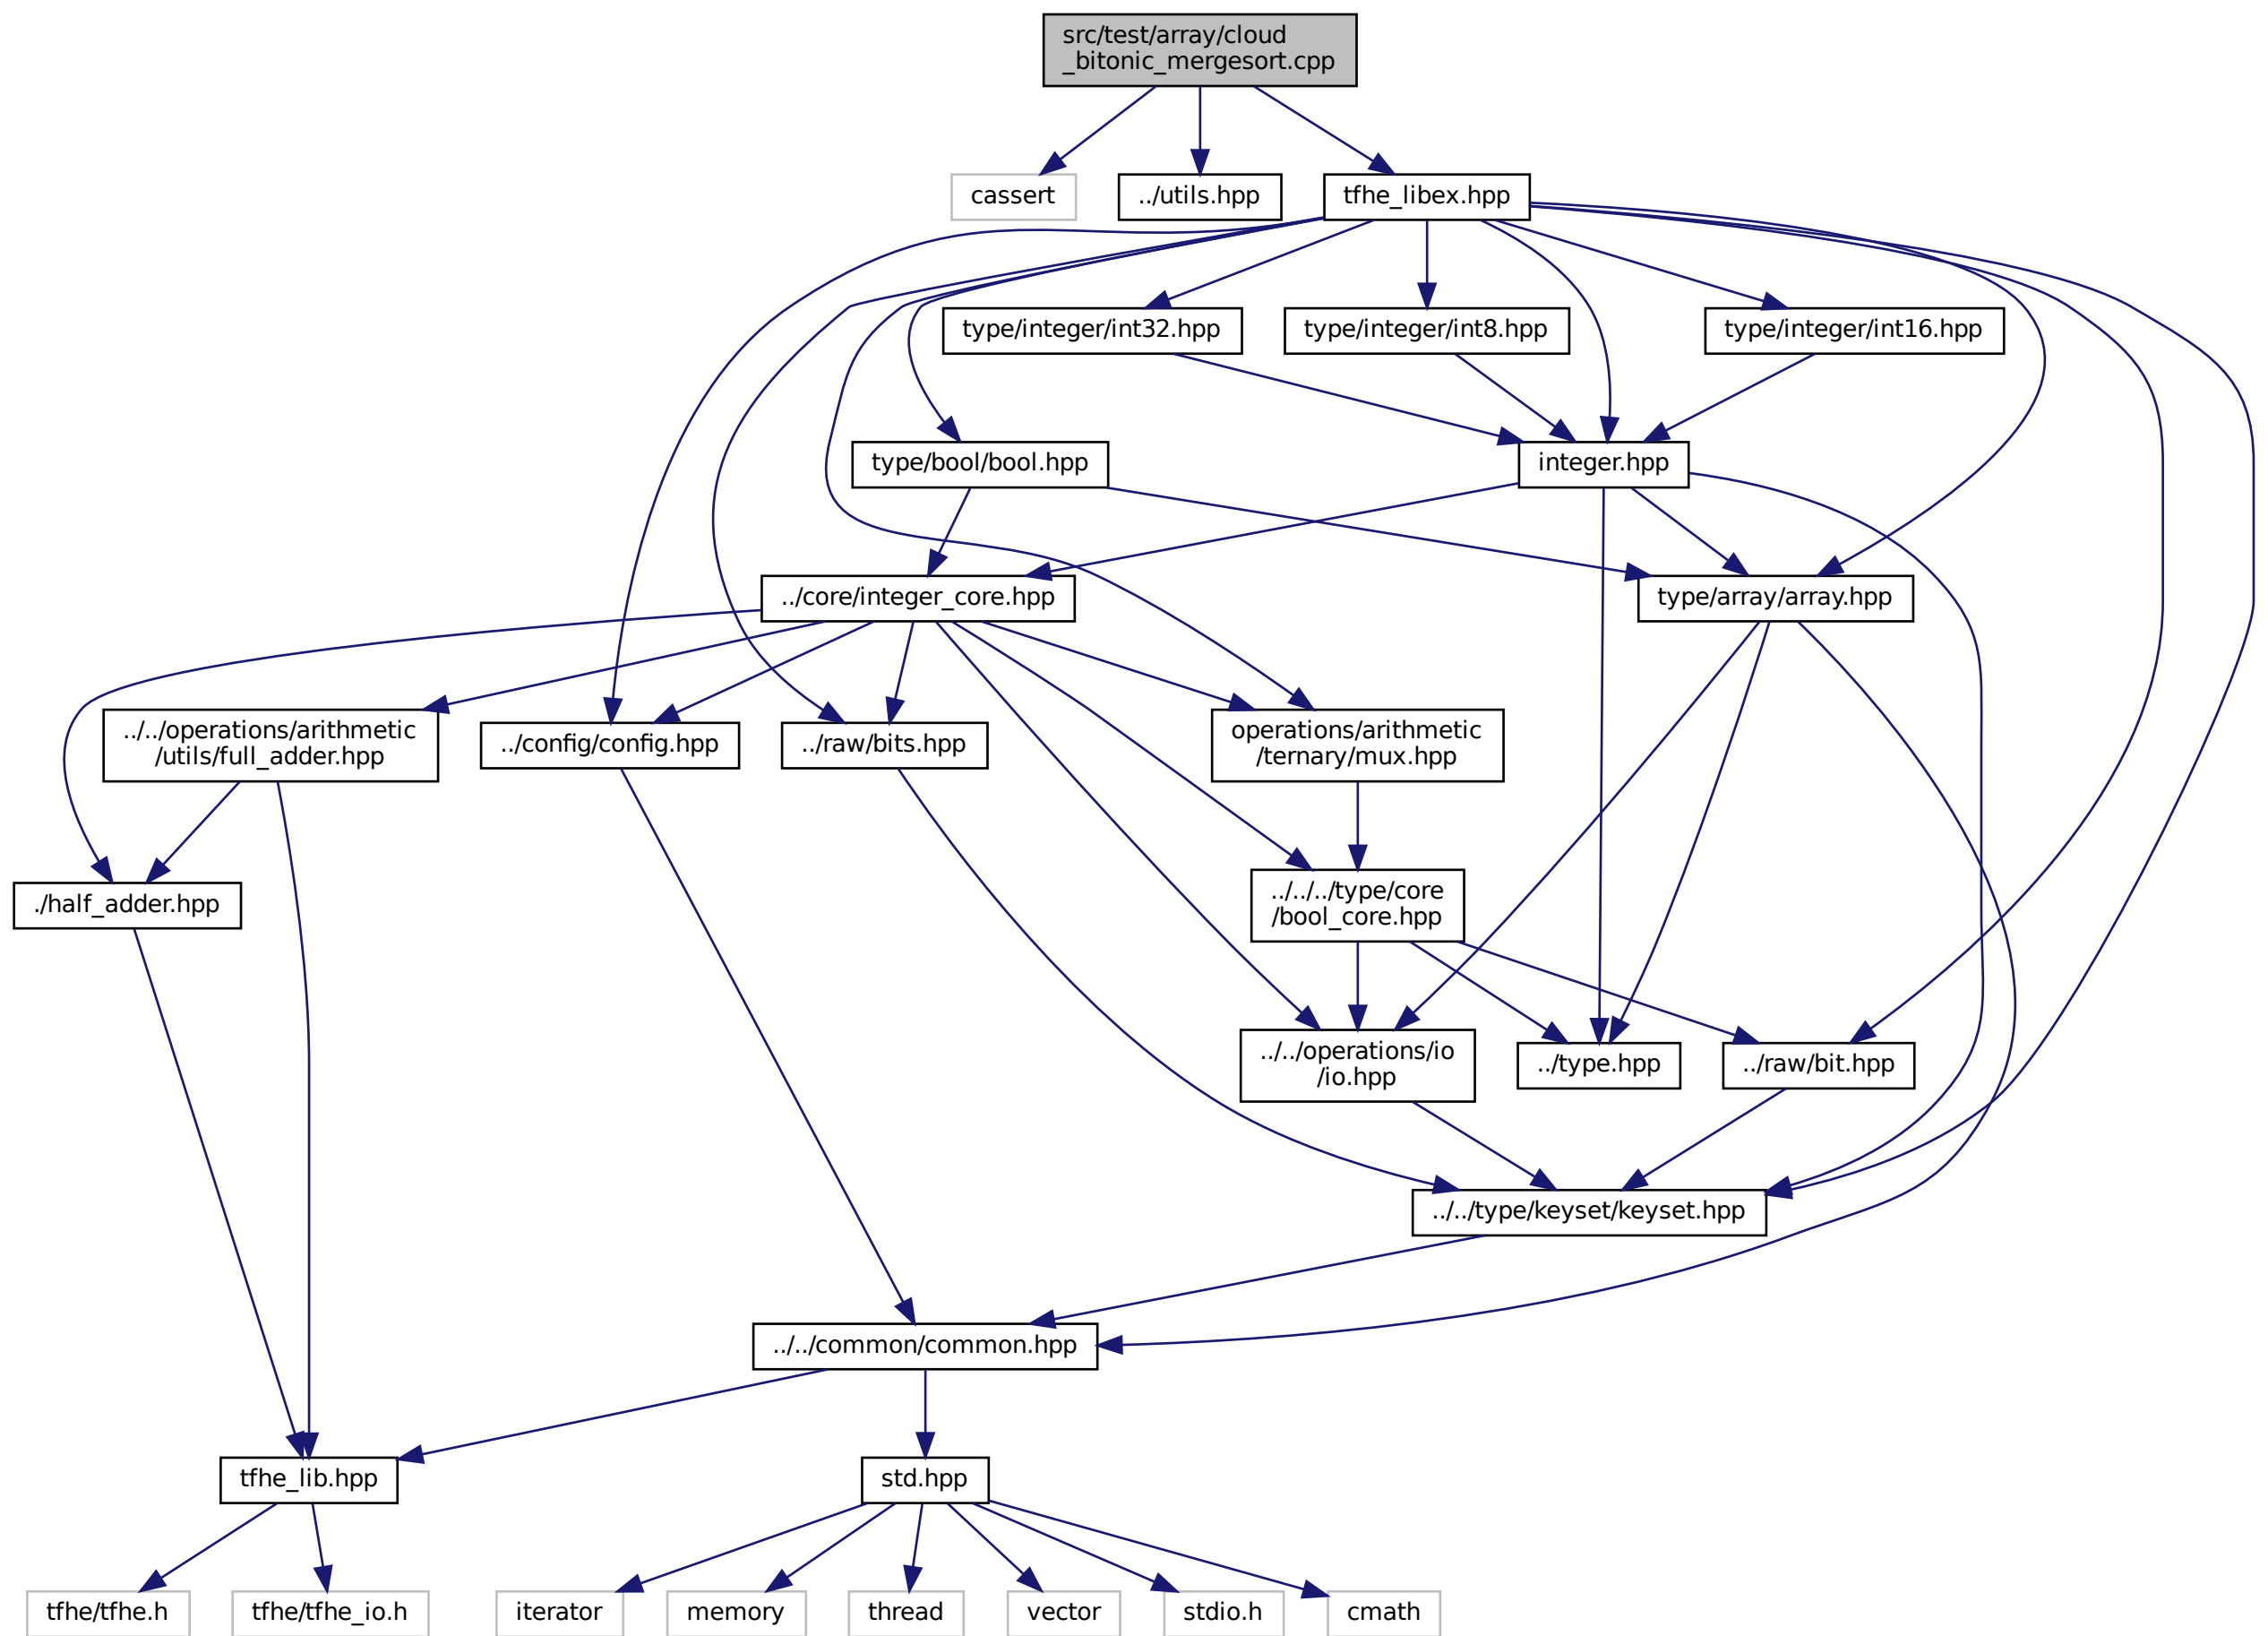 src/test/array/cloud
_bitonic_mergesort.cpp
cassert
../utils.hpp
tfhe_libex.hpp
type/integer/int32.hpp
type/integer/int8.hpp
type/integer/int16.hpp
type/bool/bool.hpp
integer.hpp
../core/integer_core.hpp
type/array/array.hpp
../../operations/arithmetic
/utils/full_adder.hpp
../config/config.hpp
../raw/bits.hpp
operations/arithmetic
/ternary/mux.hpp
./half_adder.hpp
../../../type/core
/bool_core.hpp
../../operations/io
/io.hpp
../type.hpp
../raw/bit.hpp
../../type/keyset/keyset.hpp
../../common/common.hpp
tfhe_lib.hpp
std.hpp
tfhe/tfhe.h
tfhe/tfhe_io.h
iterator
memory
thread
vector
stdio.h
cmath